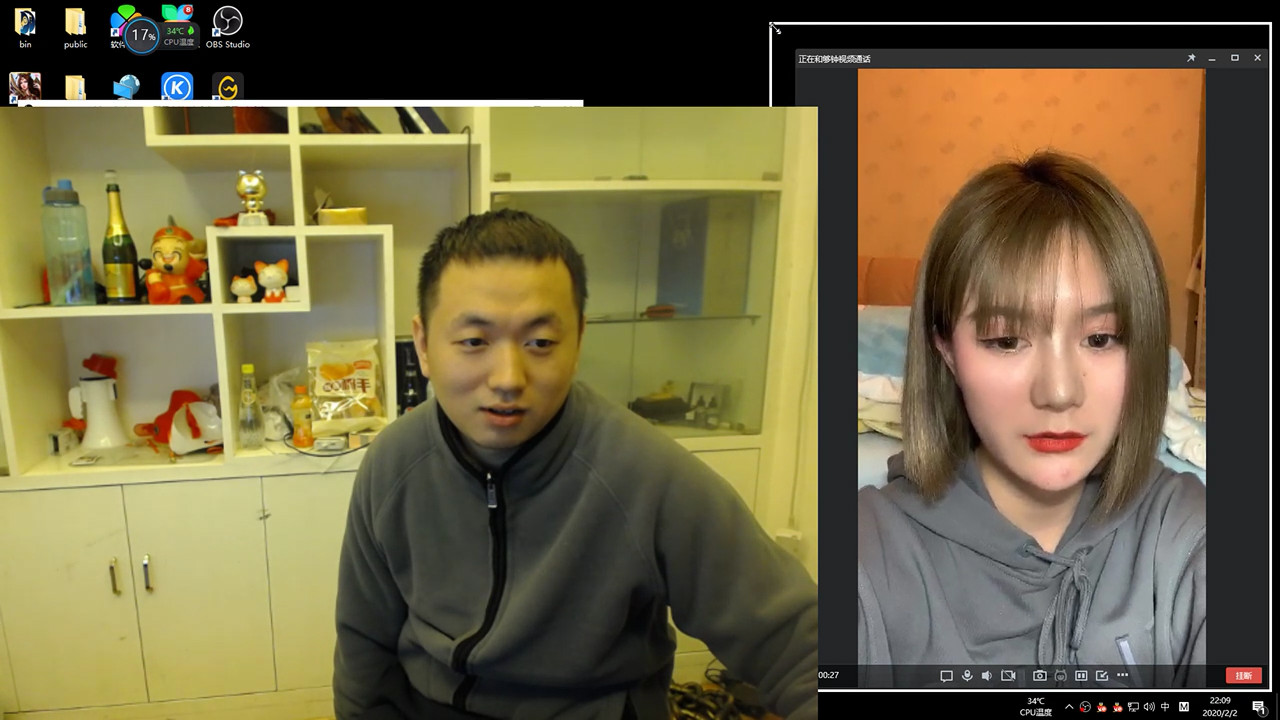 bin
public
软件
OBS Studio
17%
34℃
CPU温度
8
正在和够钟视频通话
00:27
挂断
34℃
CPU温度
中
M
22:09
2020/2/2
1